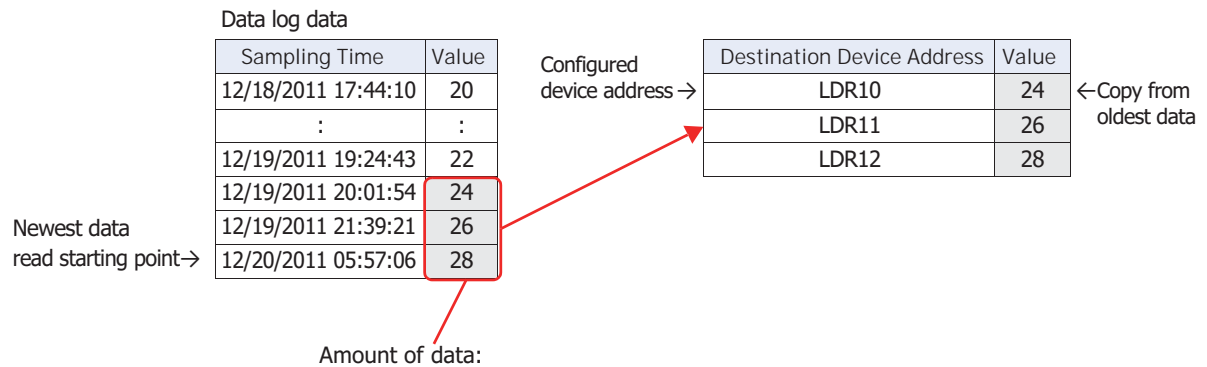 Data log data
Sampling Time Value
12/18/2011 17:44:10 20
: :
12/19/2011 19:24:43 22
12/19/2011 20:01:54 24
12/19/2011 21:39:21 26
12/20/2011 05:57:06 28
Newest data
read starting point→
Amount of data:
Configured
device address→
Destination Device Address Value
LDR10 24
LDR11 26
LDR12 28
←Copy from
oldest data